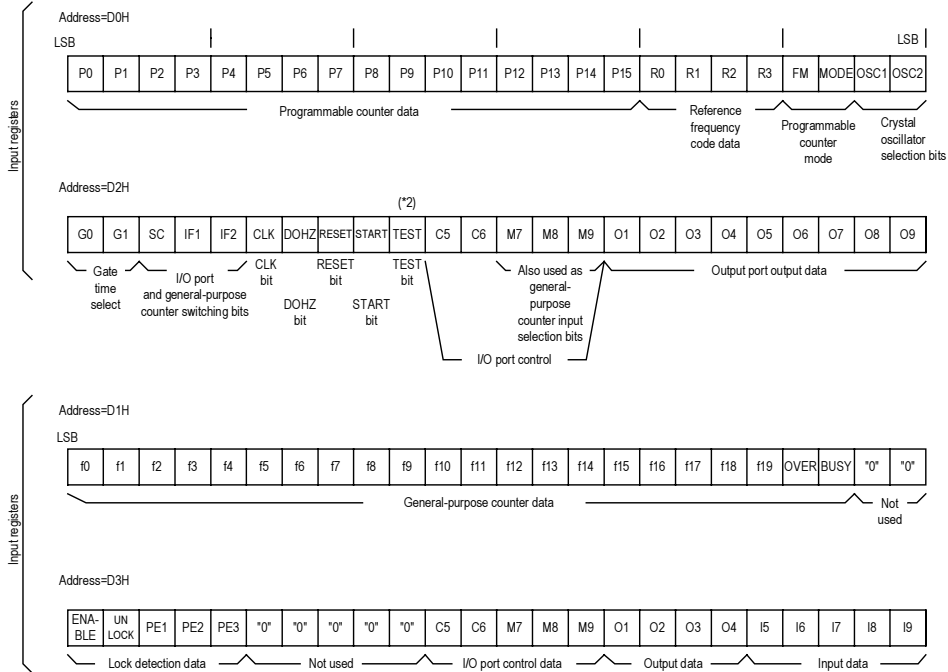 Input registers
Address=D0H
LSB LSB
P0 P1 P2 P3 P4 P5 P6 P7 P8 P9 P10 P11 P12 P13 P14 P15 R0 R1 R2 R3 FM MODE OSC1 OSC2
Programmable counter data
Reference
frequency
code data
Programmable
counter
mode
Crystal
oscillator
selection bits
Address=D2H
(*2)
G0 G1 SC IF1 IF2 CLK DOHZ RESET START TEST C5 C6 M7 M8 M9 O1 O2 O3 O4 O5 O6 O7 O8 O9
Gate
time
select
I/O port
and general-purpose
counter switching bits
CLK
bit
DOHZ
bit
RESET
bit
START
bit
TEST
bit
Also used as
general-
purpose
counter input
selection bits
Output port output data
I/O port control
Input registers
Address=D1H
LSB
f0 f1 f2 f3 f4 f5 f6 f7 f8 f9 f10 f11 f12 f13 f14 f15 f16 f17 f18 f19 OVER BUSY "0" "0"
General-purpose counter data
Not
used
Address=D3H
ENA-
BLE
UN
LOCK
PE1 PE2 PE3 "0" "0" "0" "0" "0" C5 C6 M7 M8 M9 O1 O2 O3 O4 I5 I6 I7 I8 I9
Lock detection data Not used I/O port control data Output data Input data